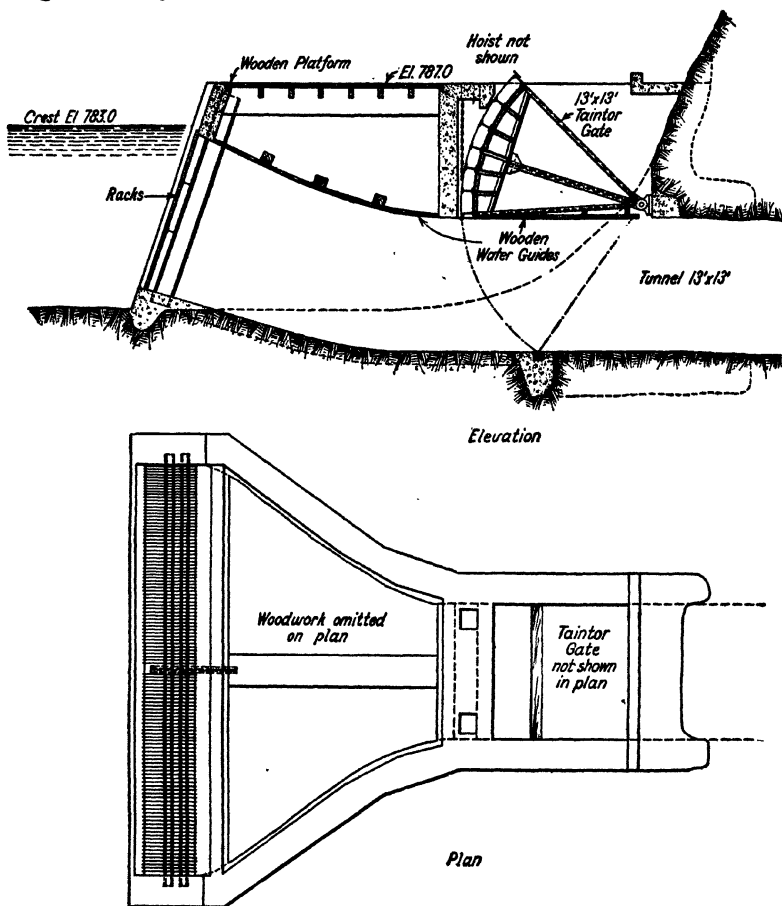 Wooden Platform
El. 787.0
Hoist not
shown
13'x13'
Taintor
Gate
Crest El 783.0
Racks
Wooden
Water Guides
Tunnel 13'x13'
Elevation
Woodwork omitted
on plan
Taintor
Gate
not shown
in plan
Plan